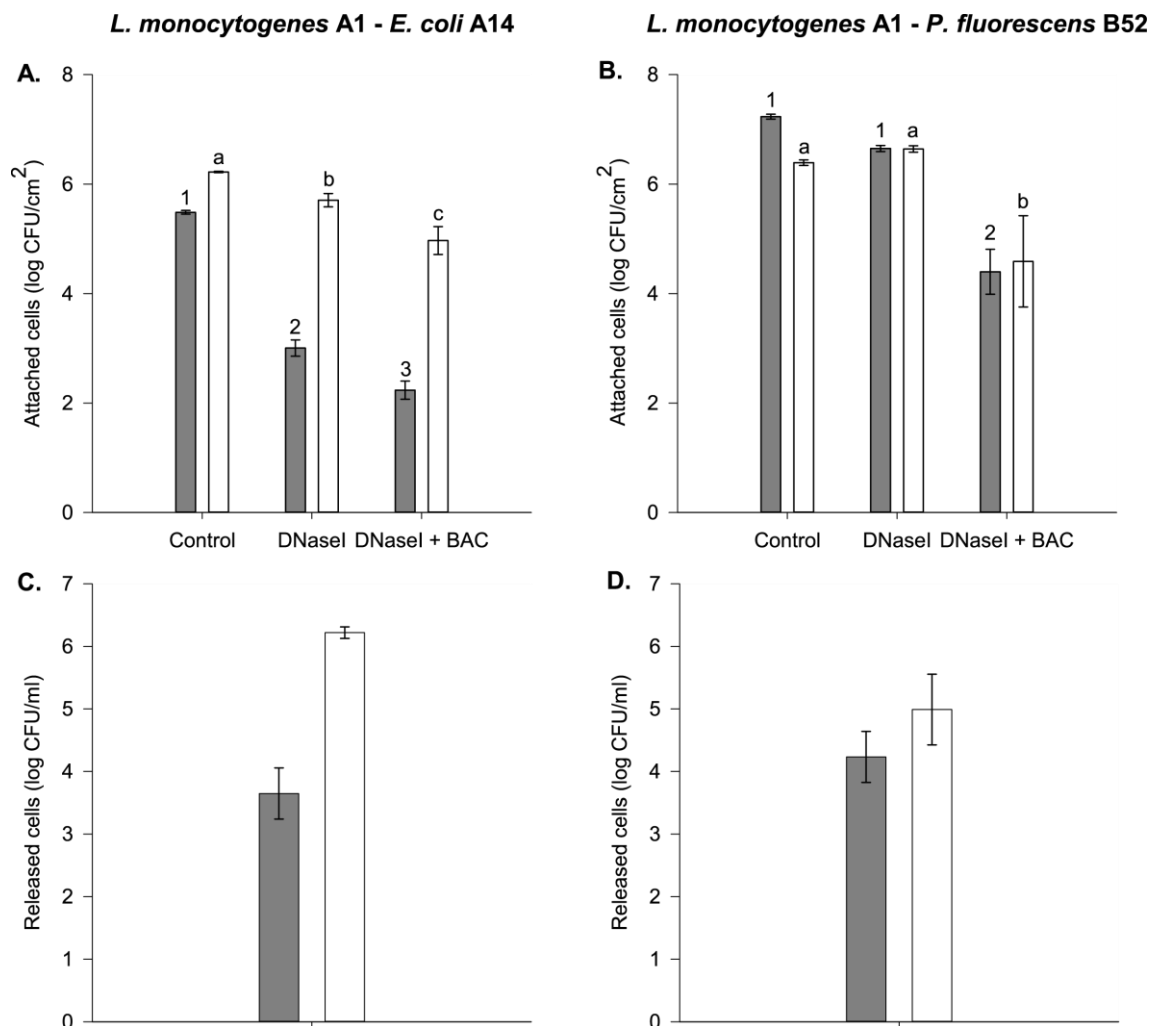 L. monocytogenes A1 - E. coli A14
L. monocytogenes A1 - P. fluorescens B52
A.
Attached cells (log CFU/cm2)
8
6
4
2
0
1
a
2
b
3
c
Control DNaseI DNaseI + BAC
B.
Attached cells (log CFU/cm2)
8
6
4
2
0
1
a
1
a
2
b
Control DNaseI DNaseI + BAC
C.
Released cells (log CFU/ml)
7
6
5
4
3
2
1
0
D.
Released cells (log CFU/ml)
7
6
5
4
3
2
1
0